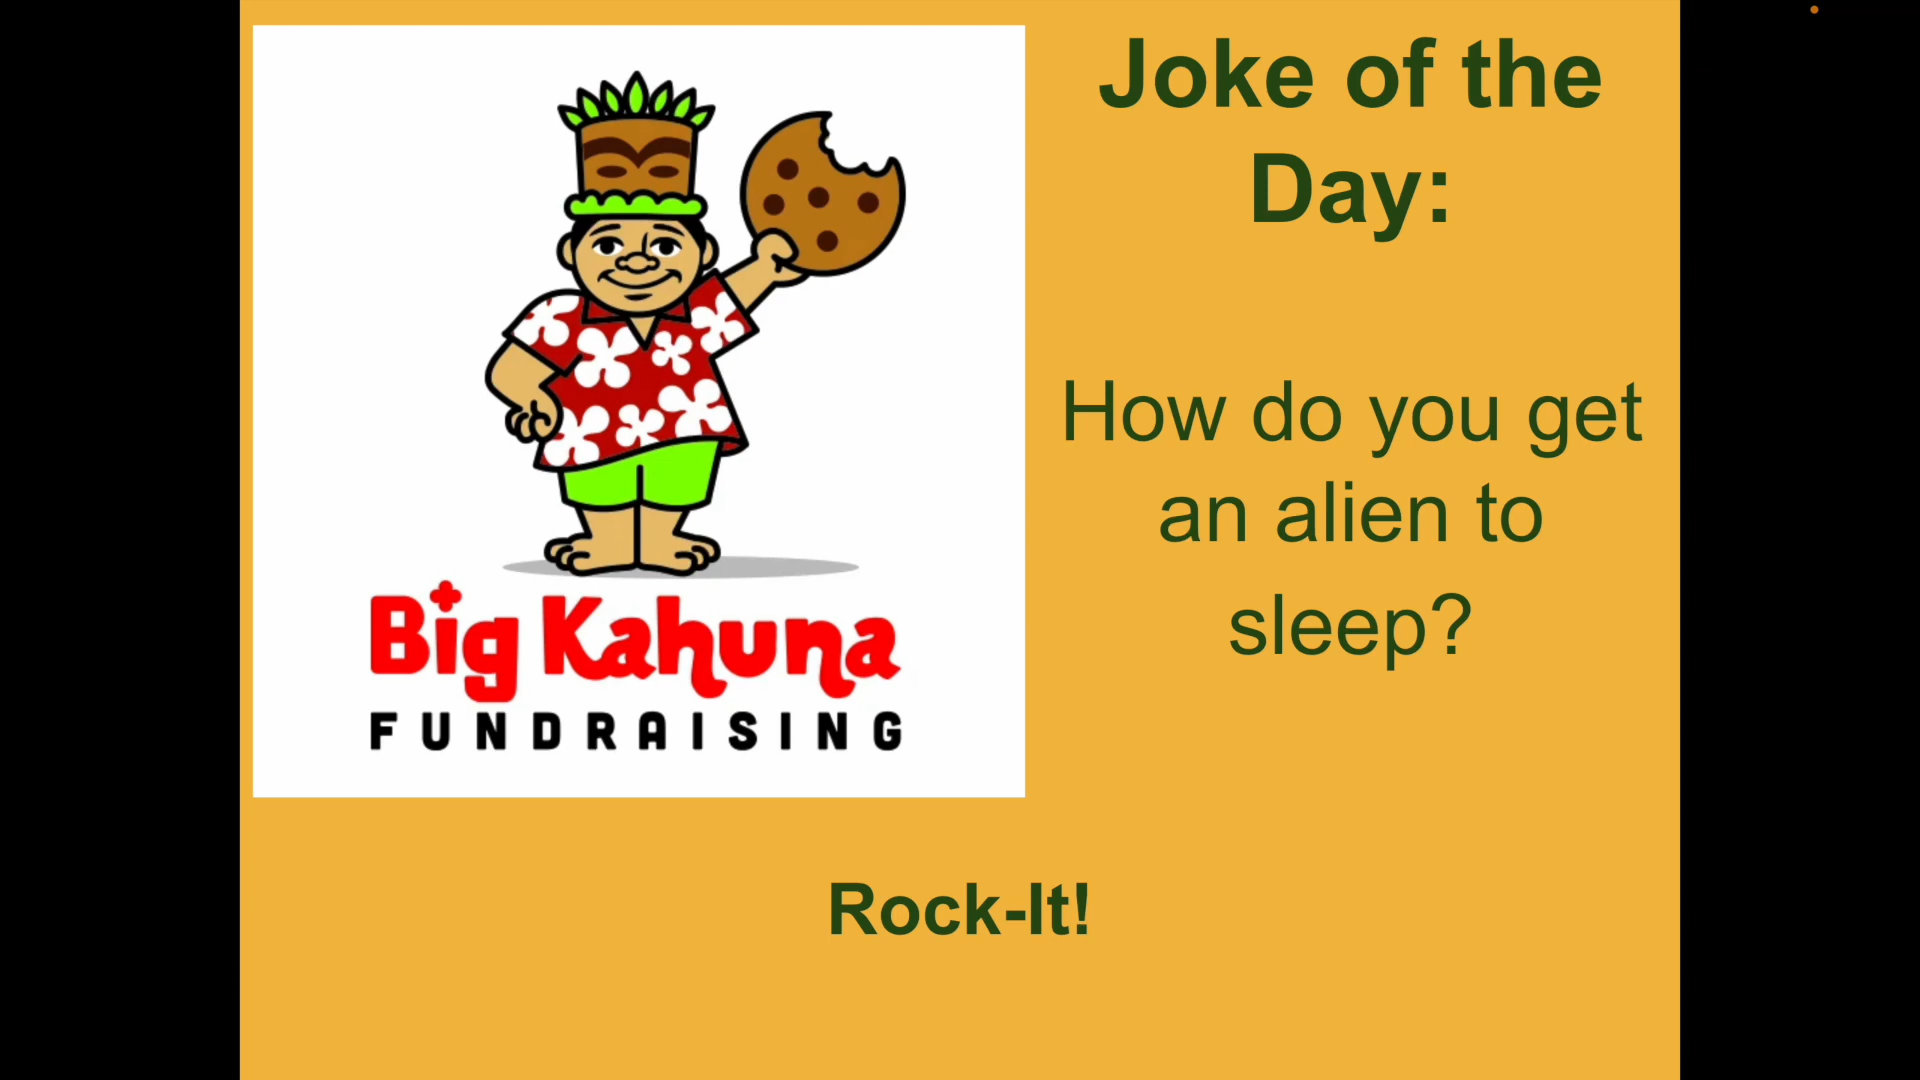 Joke of the
Day:
How do you get
an alien to
sleep?
Big Kahuna
FUNDRAISING
Rock-It!